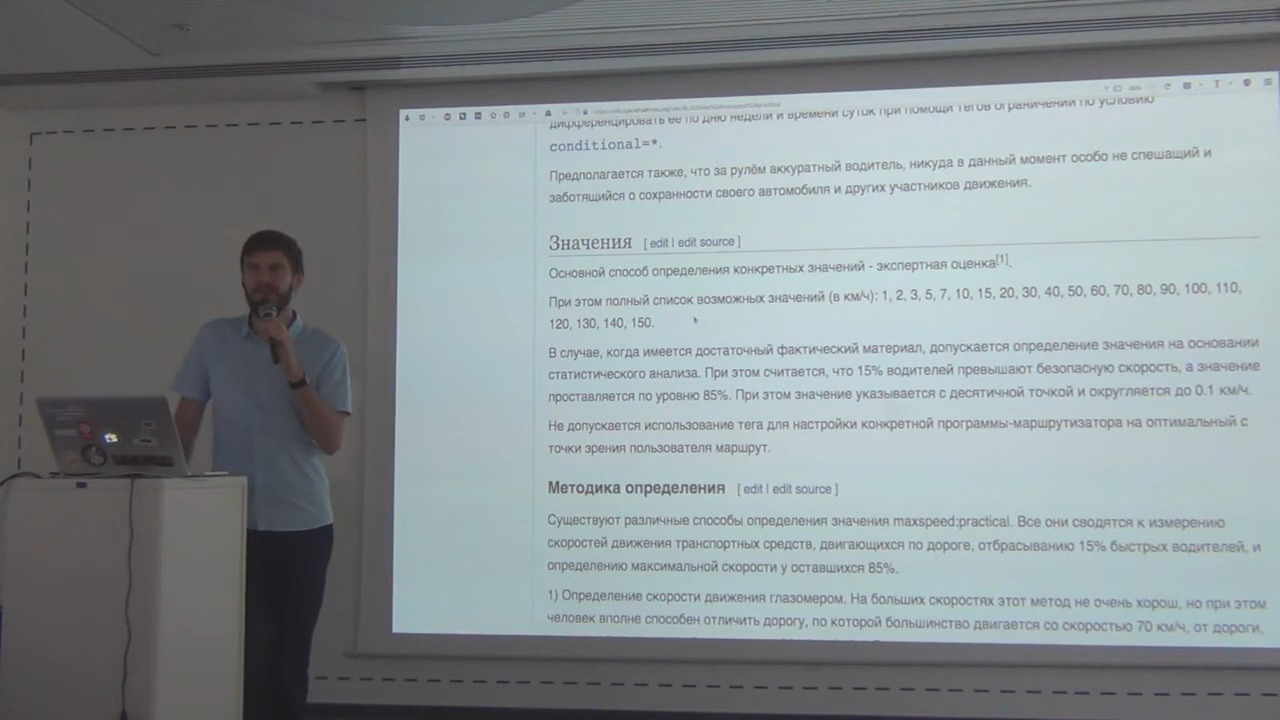 дифференцировать её по дню недели и времени суток при помощи тегов ограничений по условию
conditional=*.
Предполагается также, что за рулём аккуратный водитель, никуда в данный момент особо не спешащий и
заботящийся о сохранности своего автомобиля и других участников движения.
Значения [ edit | edit source ]
Основной способ определения конкретных значений - экспертная оценка[1].
При этом полный список возможных значений (в км/ч): 1, 2, 3, 5, 7, 10, 15, 20, 30, 40, 50, 60, 70, 80, 90, 100, 110,
120, 130, 140, 150.
В случае, когда имеется достаточный фактический материал, допускается определение значения на основании
статистического анализа. При этом считается, что 15% водителей превышают безопасную скорость, а значение
проставляется по уровню 85%. При этом значение указывается с десятичной точкой и округляется до 0.1 км/ч.
Не допускается использование тега для настройки конкретной программы-маршрутизатора на оптимальный с
точки зрения пользователя маршрут.
Методика определения [ edit | edit source ]
Существуют различные способы определения значения maxspeed:practical. Все они сводятся к измерению
скоростей движения транспортных средств, двигающихся по дороге, отбрасыванию 15% быстрых водителей, и
определению максимальной скорости у оставшихся 85%.
1) Определение скорости движения глазомером. На больших скоростях этот метод не очень хорош, но при этом
человек вполне способен отличить дорогу, по которой большинство двигается со скоростью 70 км/ч, от дороги,